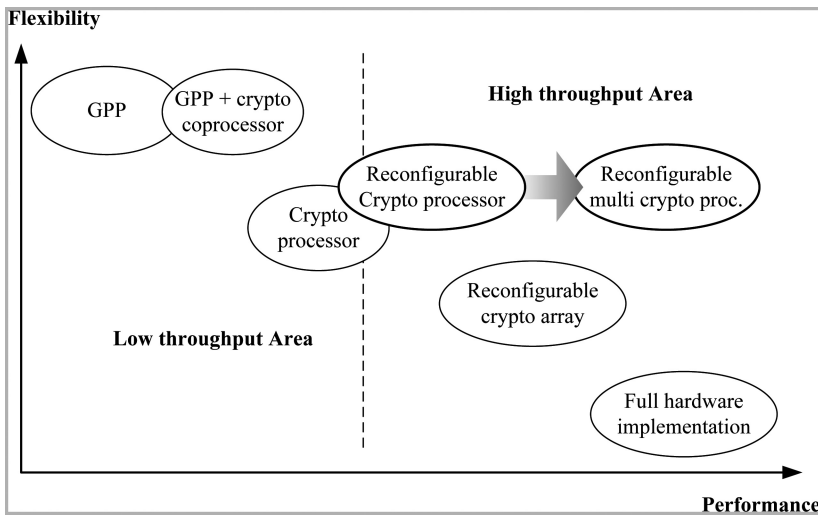 Flexibility
GPP
GPP + crypto
coprocessor
High throughput Area
Reconfigurable
Crypto processor
Reconfigurable
multi crypto proc.
Crypto
processor
Reconfigurable
crypto array
Low throughput Area
Full hardware
implementation
Performance